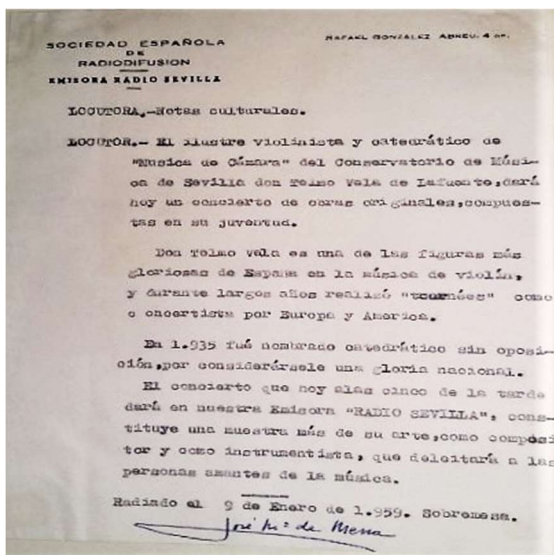 SOCIEDAD ESPAÑOLA
DE
RADIODIFUSION
EMISORA RADIO SEVILLA
RAFAEL GONZALEZ ABREU. 4 DP.
LOCUTORA.-Notas culturales.
LOCUTOR.- El ilustre violinista y catedrático de
"Musica de Cámara" del Conservatorio de Músi-
ca de Sevilla don Telmo Vela de Lafuente,dará
hoy un concierto de obras originales,compues-
tas en su juventud.
Don Telmo Vela es una de las figuras más
gloriosas de España en la música de violín,
y durante largos años realizó "tournées" como
o oncertista por Europa y America.
En 1.935 fué nombrado catedrático sin oposi-
ción,por considerársele una gloria nacional.
El concierto que hoy alas cinco de la tarde
dará en nuestra Emisora "RADIO SEVILLA", cons-
tituye una muestra más de su arte,como composi
tor y como instrumentista, que deleitará a las
personas amantes de la música.
Radiado el 9 de Enero de 1.959. Sobremesa.
José Mª de Mena